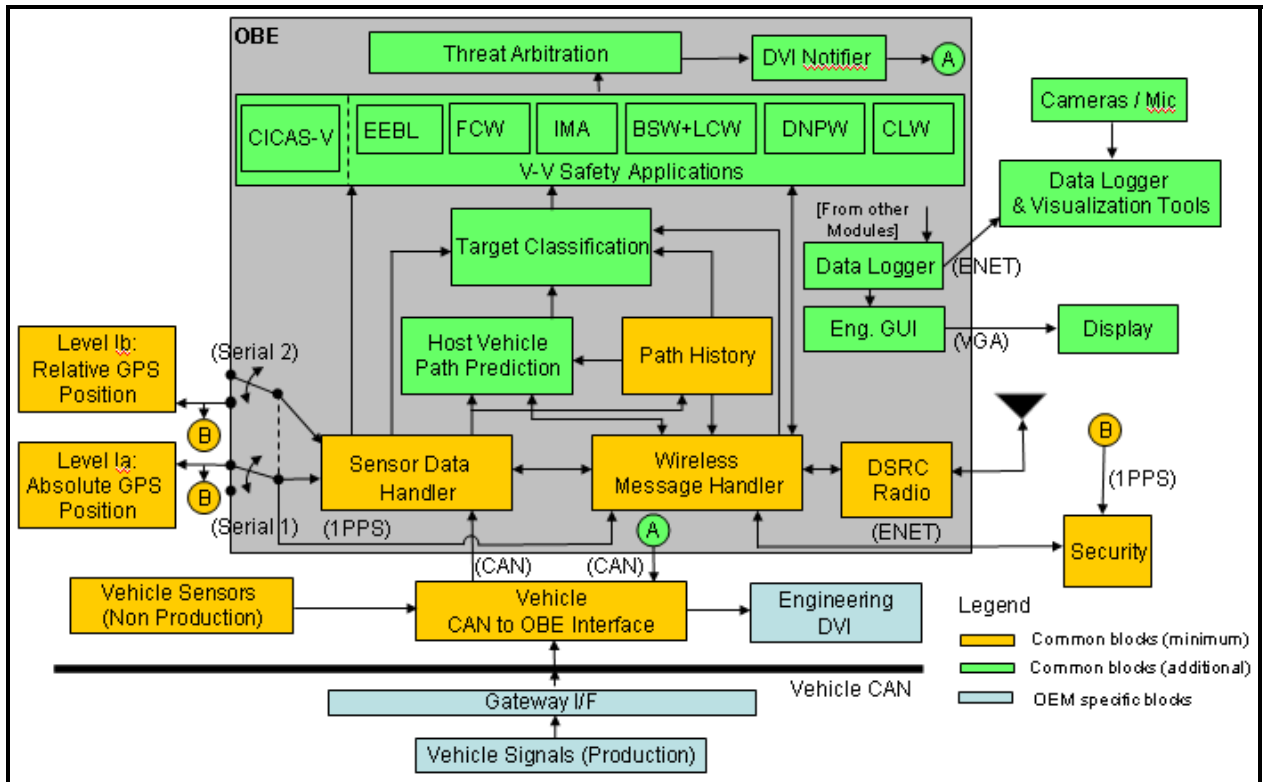 OBE
Threat Arbitration
DVI Notifier
A
CICAS-V
EEBL
FCW
IMA
BSW+LCW
DNPW
CLW
V-V Safety Applications
Cameras / Mic
Data Logger
& Visualization Tools
[From other
Modules]
Target Classification
Data Logger
(ENET)
Eng. GUI
(VGA)
Display
Level Ib:
Relative GPS
Position
(Serial 2)
B
Host Vehicle
Path Prediction
Path History
Level Ia:
Absolute GPS
Position
B
(Serial 1)
Sensor Data
Handler
(1PPS)
Wireless
Message Handler
DSRC
Radio
(ENET)
B
(1PPS)
Security
A
(CAN)
(CAN)
Vehicle Sensors
(Non Production)
Vehicle
CAN to OBE Interface
Engineering
DVI
Vehicle CAN
Gateway I/F
Vehicle Signals (Production)
Legend
Common blocks (minimum)
Common blocks (additional)
OEM specific blocks